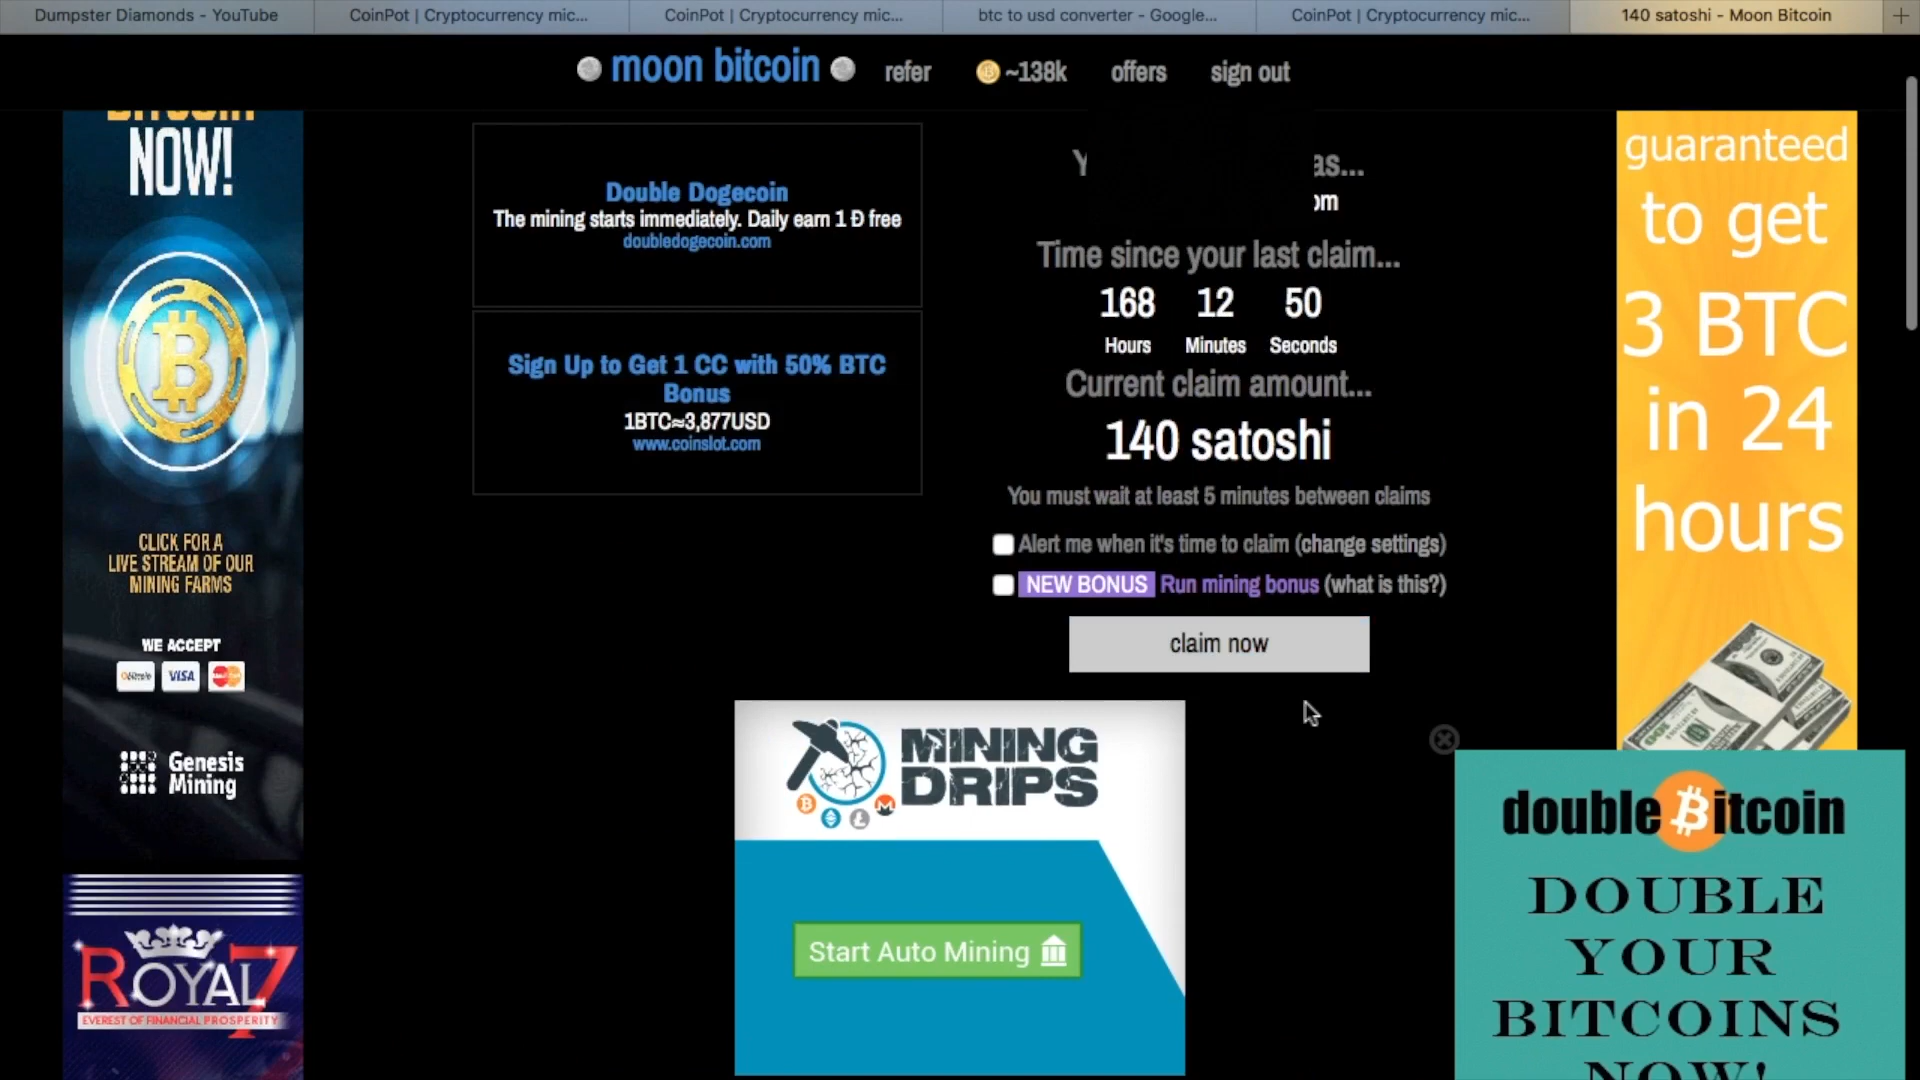 Dumpster Diamonds - YouTube
CoinPot | Cryptocurrency mic...
CoinPot | Cryptocurrency mic...
btc to usd converter - Google...
CoinPot | Cryptocurrency mic...
140 satoshi - Moon Bitcoin
moon bitcoin
refer
~138k
offers
sign out
NOW!
CLICK FOR A
LIVE STREAM OF OUR
MINING FARMS
WE ACCEPT
VISA
Genesis
Mining
ROYAL7
EVEREST OF FINANCIAL PROSPERITY
Double Dogecoin
The mining starts immediately. Daily earn 1 Ð free
doubledogecoin.com
Sign Up to Get 1 CC with 50% BTC
Bonus
1BTC≈3,877USD
www.coinslot.com
as...
om
Time since your last claim...
168 12 50
Hours Minutes Seconds
Current claim amount...
140 satoshi
You must wait at least 5 minutes between claims
Alert me when it's time to claim (change settings)
NEW BONUS Run mining bonus (what is this?)
claim now
MINING
DRIPS
Start Auto Mining
guaranteed
to get
3 BTC
in 24
hours
double Bitcoin
DOUBLE
YOUR
BITCOINS
NOW!